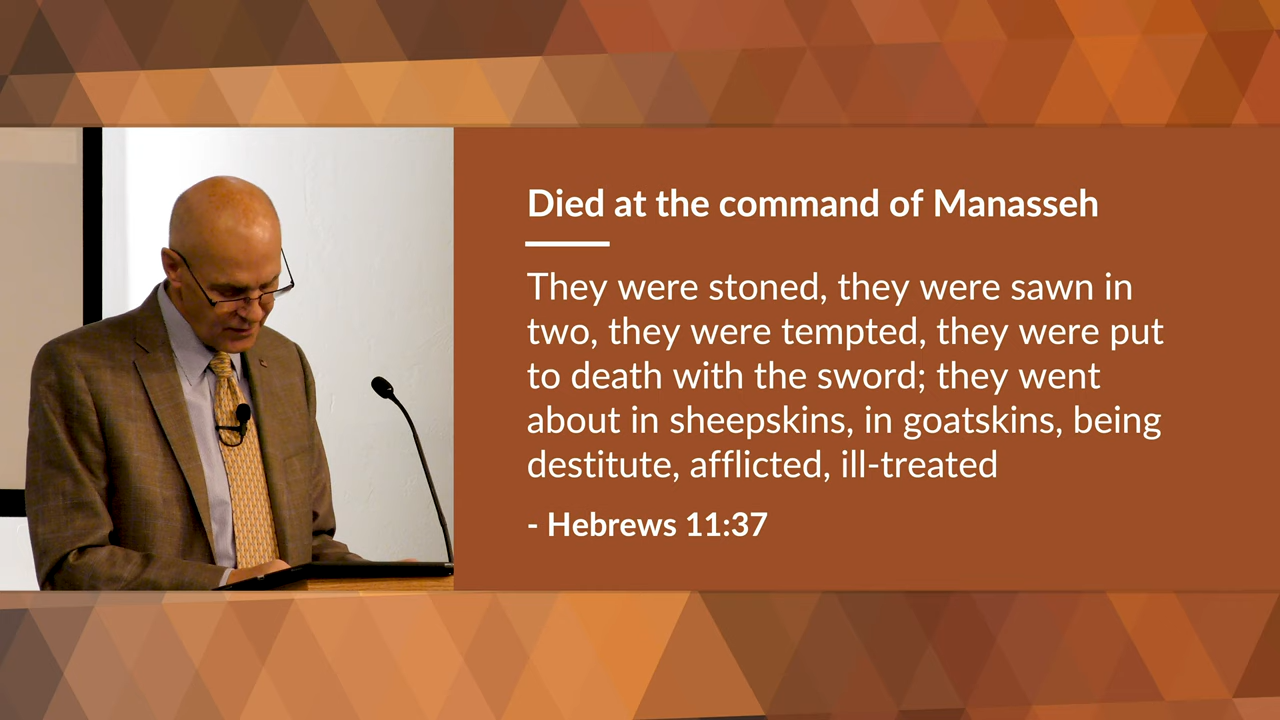 Died at the command of Manasseh
They were stoned, they were sawn in
two, they were tempted, they were put
to death with the sword; they went
about in sheepskins, in goatskins, being
destitute, afflicted, ill-treated
- Hebrews 11:37